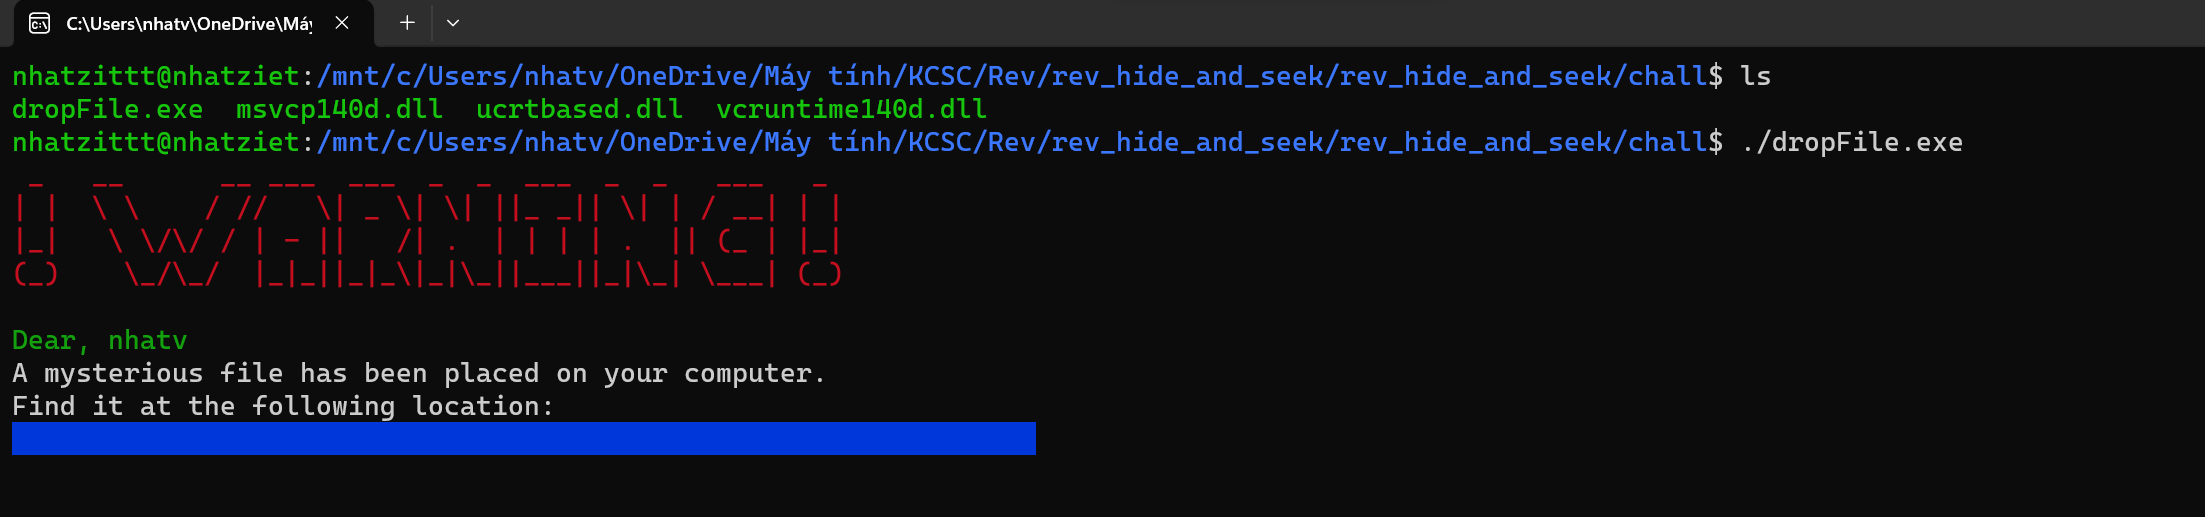 C:\Users\nhatv\OneDrive\Máy
nhatzittt@nhatziet:/mnt/c/Users/nhatv/OneDrive/Máy tính/KCSC/Rev/rev_hide_and_seek/rev_hide_and_seek/chall$ ls
dropFile.exe  msvcp140d.dll  ucrtbased.dll  vcruntime140d.dll
nhatzittt@nhatziet:/mnt/c/Users/nhatv/OneDrive/Máy tính/KCSC/Rev/rev_hide_and_seek/rev_hide_and_seek/chall$ ./dropFile.exe
! WARNING !
Dear, nhatv
A mysterious file has been placed on your computer.
Find it at the following location: